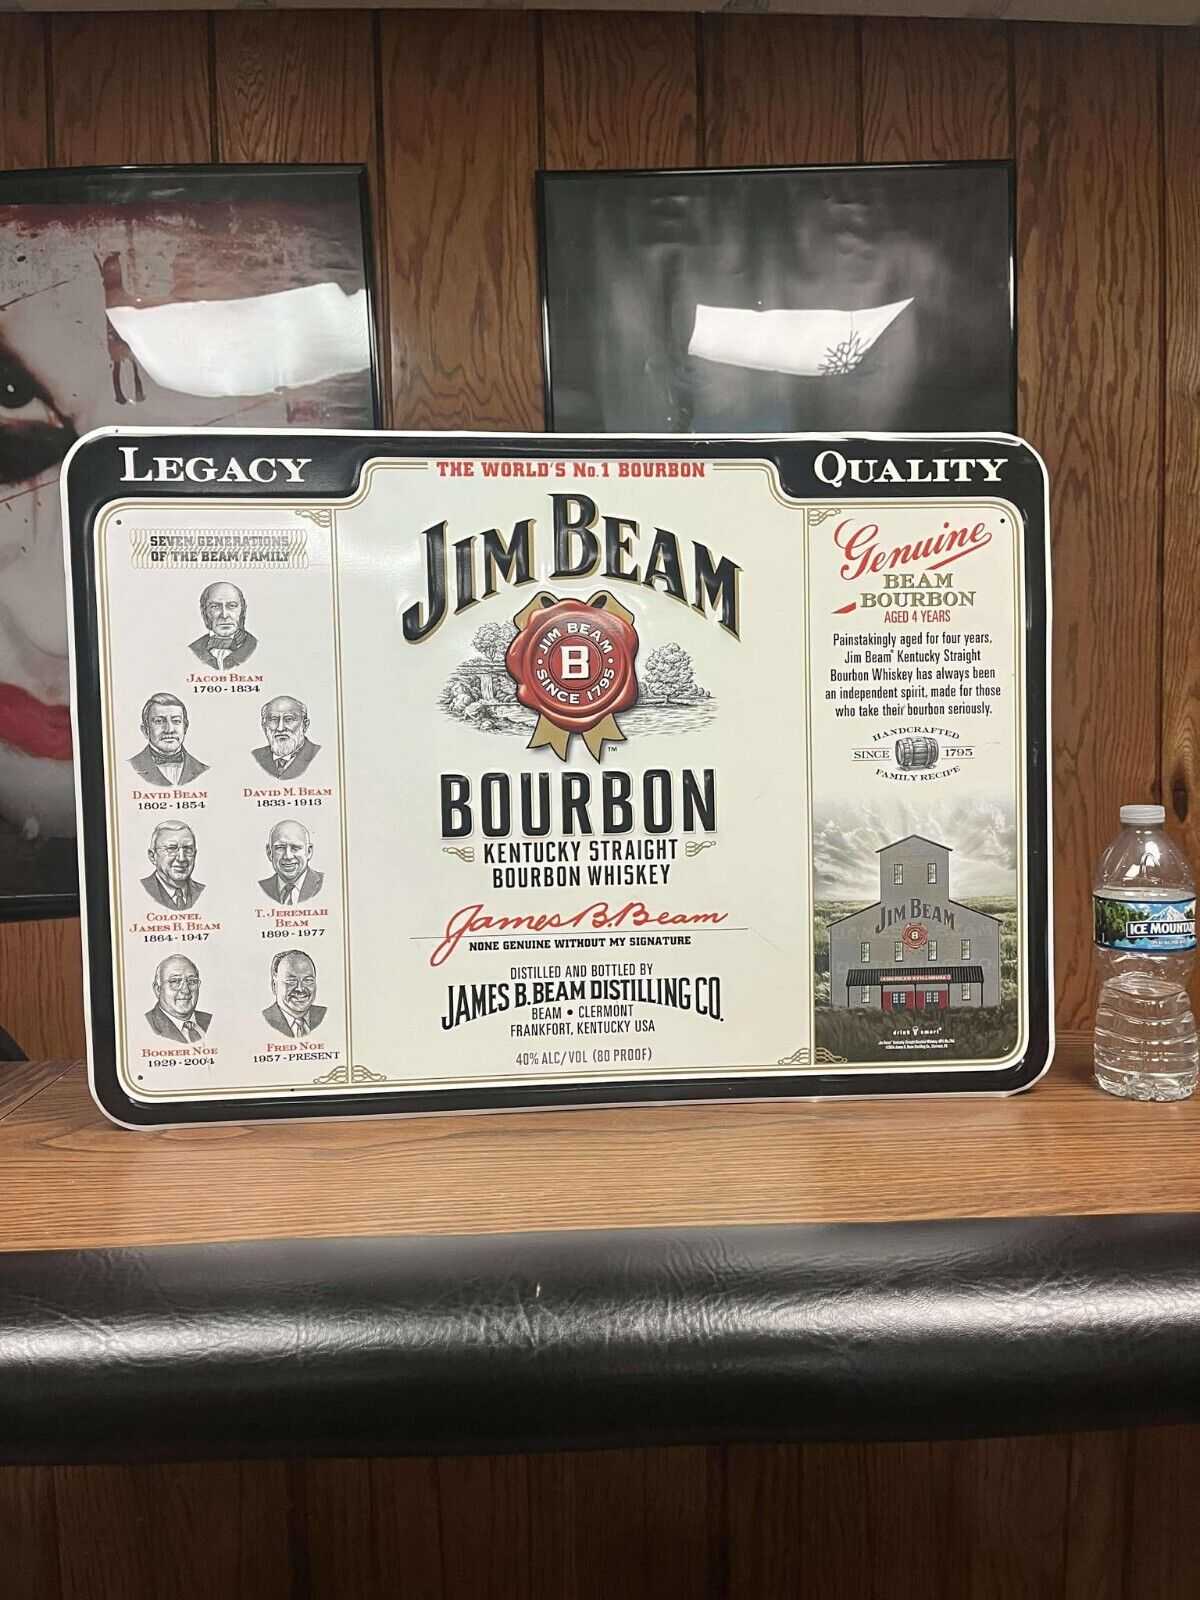 LEGACY
THE WORLD'S No.1 BOURBON
QUALITY
SEVEN GENERATIONS
OF THE BEAM FAMILY
JACOB BEAM
1760 - 1834
DAVID BEAM
1802 - 1854
DAVID M. BEAM
1833 - 1913
COLONEL
JAMES B. BEAM
1864 - 1947
T. JEREMIAH
BEAM
1899 - 1977
BOOKER NOE
1929 - 2004
FRED NOE
1957 - PRESENT
JIM BEAM
JIM BEAM
B
SINCE 1795
TM
BOURBON
KENTUCKY STRAIGHT
BOURBON WHISKEY
James B. Beam
NONE GENUINE WITHOUT MY SIGNATURE
DISTILLED AND BOTTLED BY
JAMES B. BEAM DISTILLING CO.
BEAM • CLERMONT
FRANKFORT, KENTUCKY USA
40% ALC/VOL (80 PROOF)
Genuine
BEAM
BOURBON
AGED 4 YEARS
Painstakingly aged for four years,
Jim Beam® Kentucky Straight
Bourbon Whiskey has always been
an independent spirit, made for those
who take their bourbon seriously.
HANDCRAFTED
SINCE 1795
FAMILY RECIPE
JIM BEAM
B
AMERICAN STILLHOUSE
drink smart®
ICE MOUNTAIN